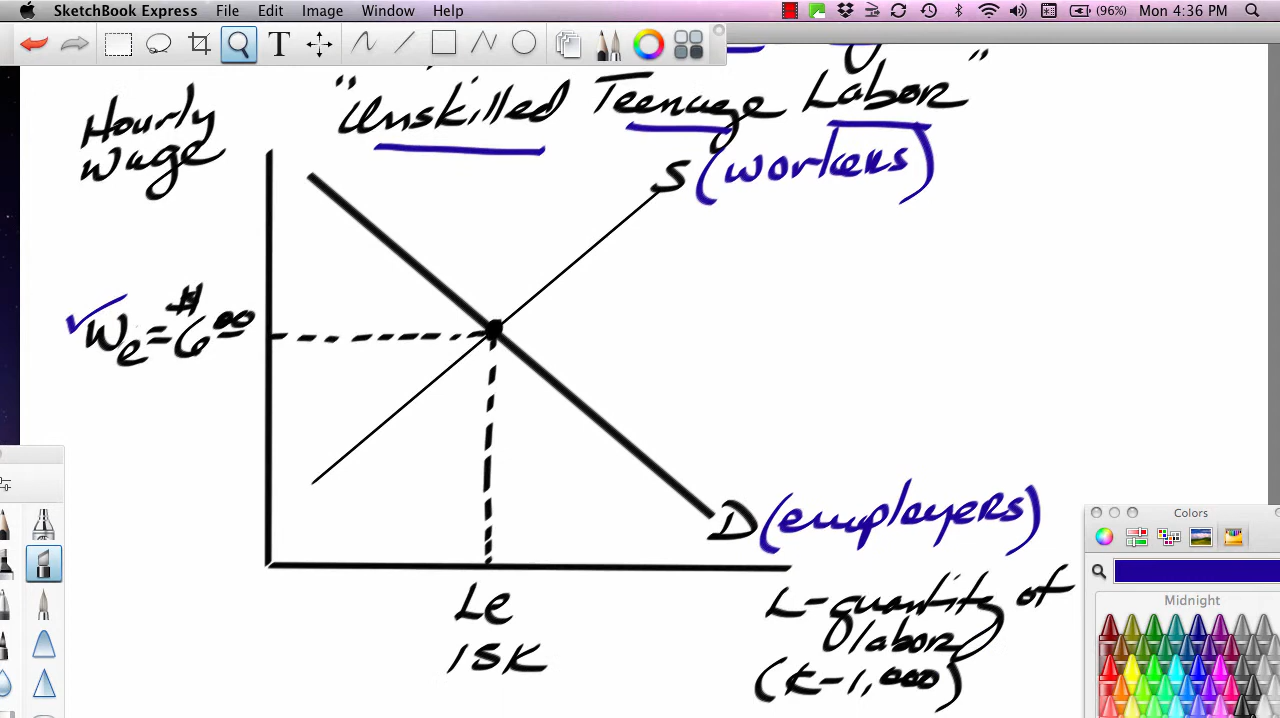 SketchBook Express File Edit Image Window Help (96%) Mon 4:36 PM
T
"Unskilled Teenage Labor"
Hourly
Wage
S (workers)
We = $6.00
D (employers)
Colors
Midnight
Le
15K
L - quantity of
labor
(K - 1,000)